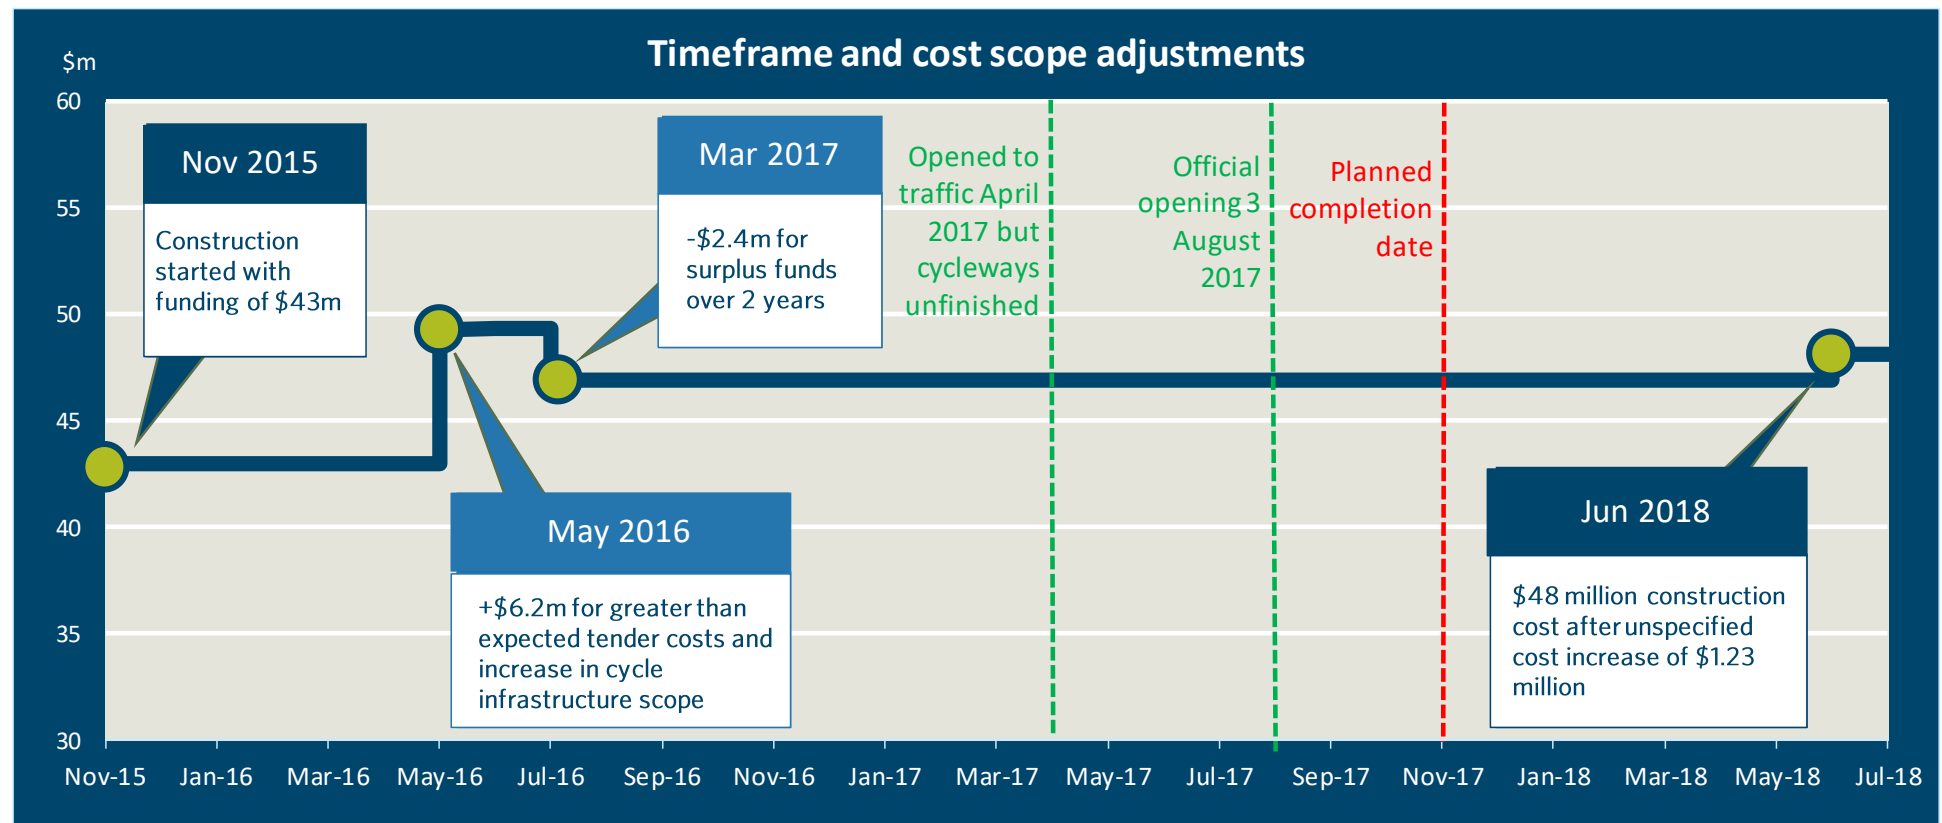 Timeframe and cost scope adjustments
$m
60
55
50
45
40
35
30
Nov 2015
Construction
started with
funding of $43m
Mar 2017
-$2.4m for
surplus funds
over 2 years
Opened to
traffic April
2017 but
cycleways
unfinished
Official
opening 3
August
2017
Planned
completion
date
May 2016
+$6.2m for greater than
expected tender costs and
increase in cycle
infrastructure scope
Jun 2018
$48 million construction
cost after unspecified
cost increase of $1.23
million
Nov-15 Jan-16 Mar-16 May-16 Jul-16 Sep-16 Nov-16 Jan-17 Mar-17 May-17 Jul-17 Sep-17 Nov-17 Jan-18 Mar-18 May-18 Jul-18